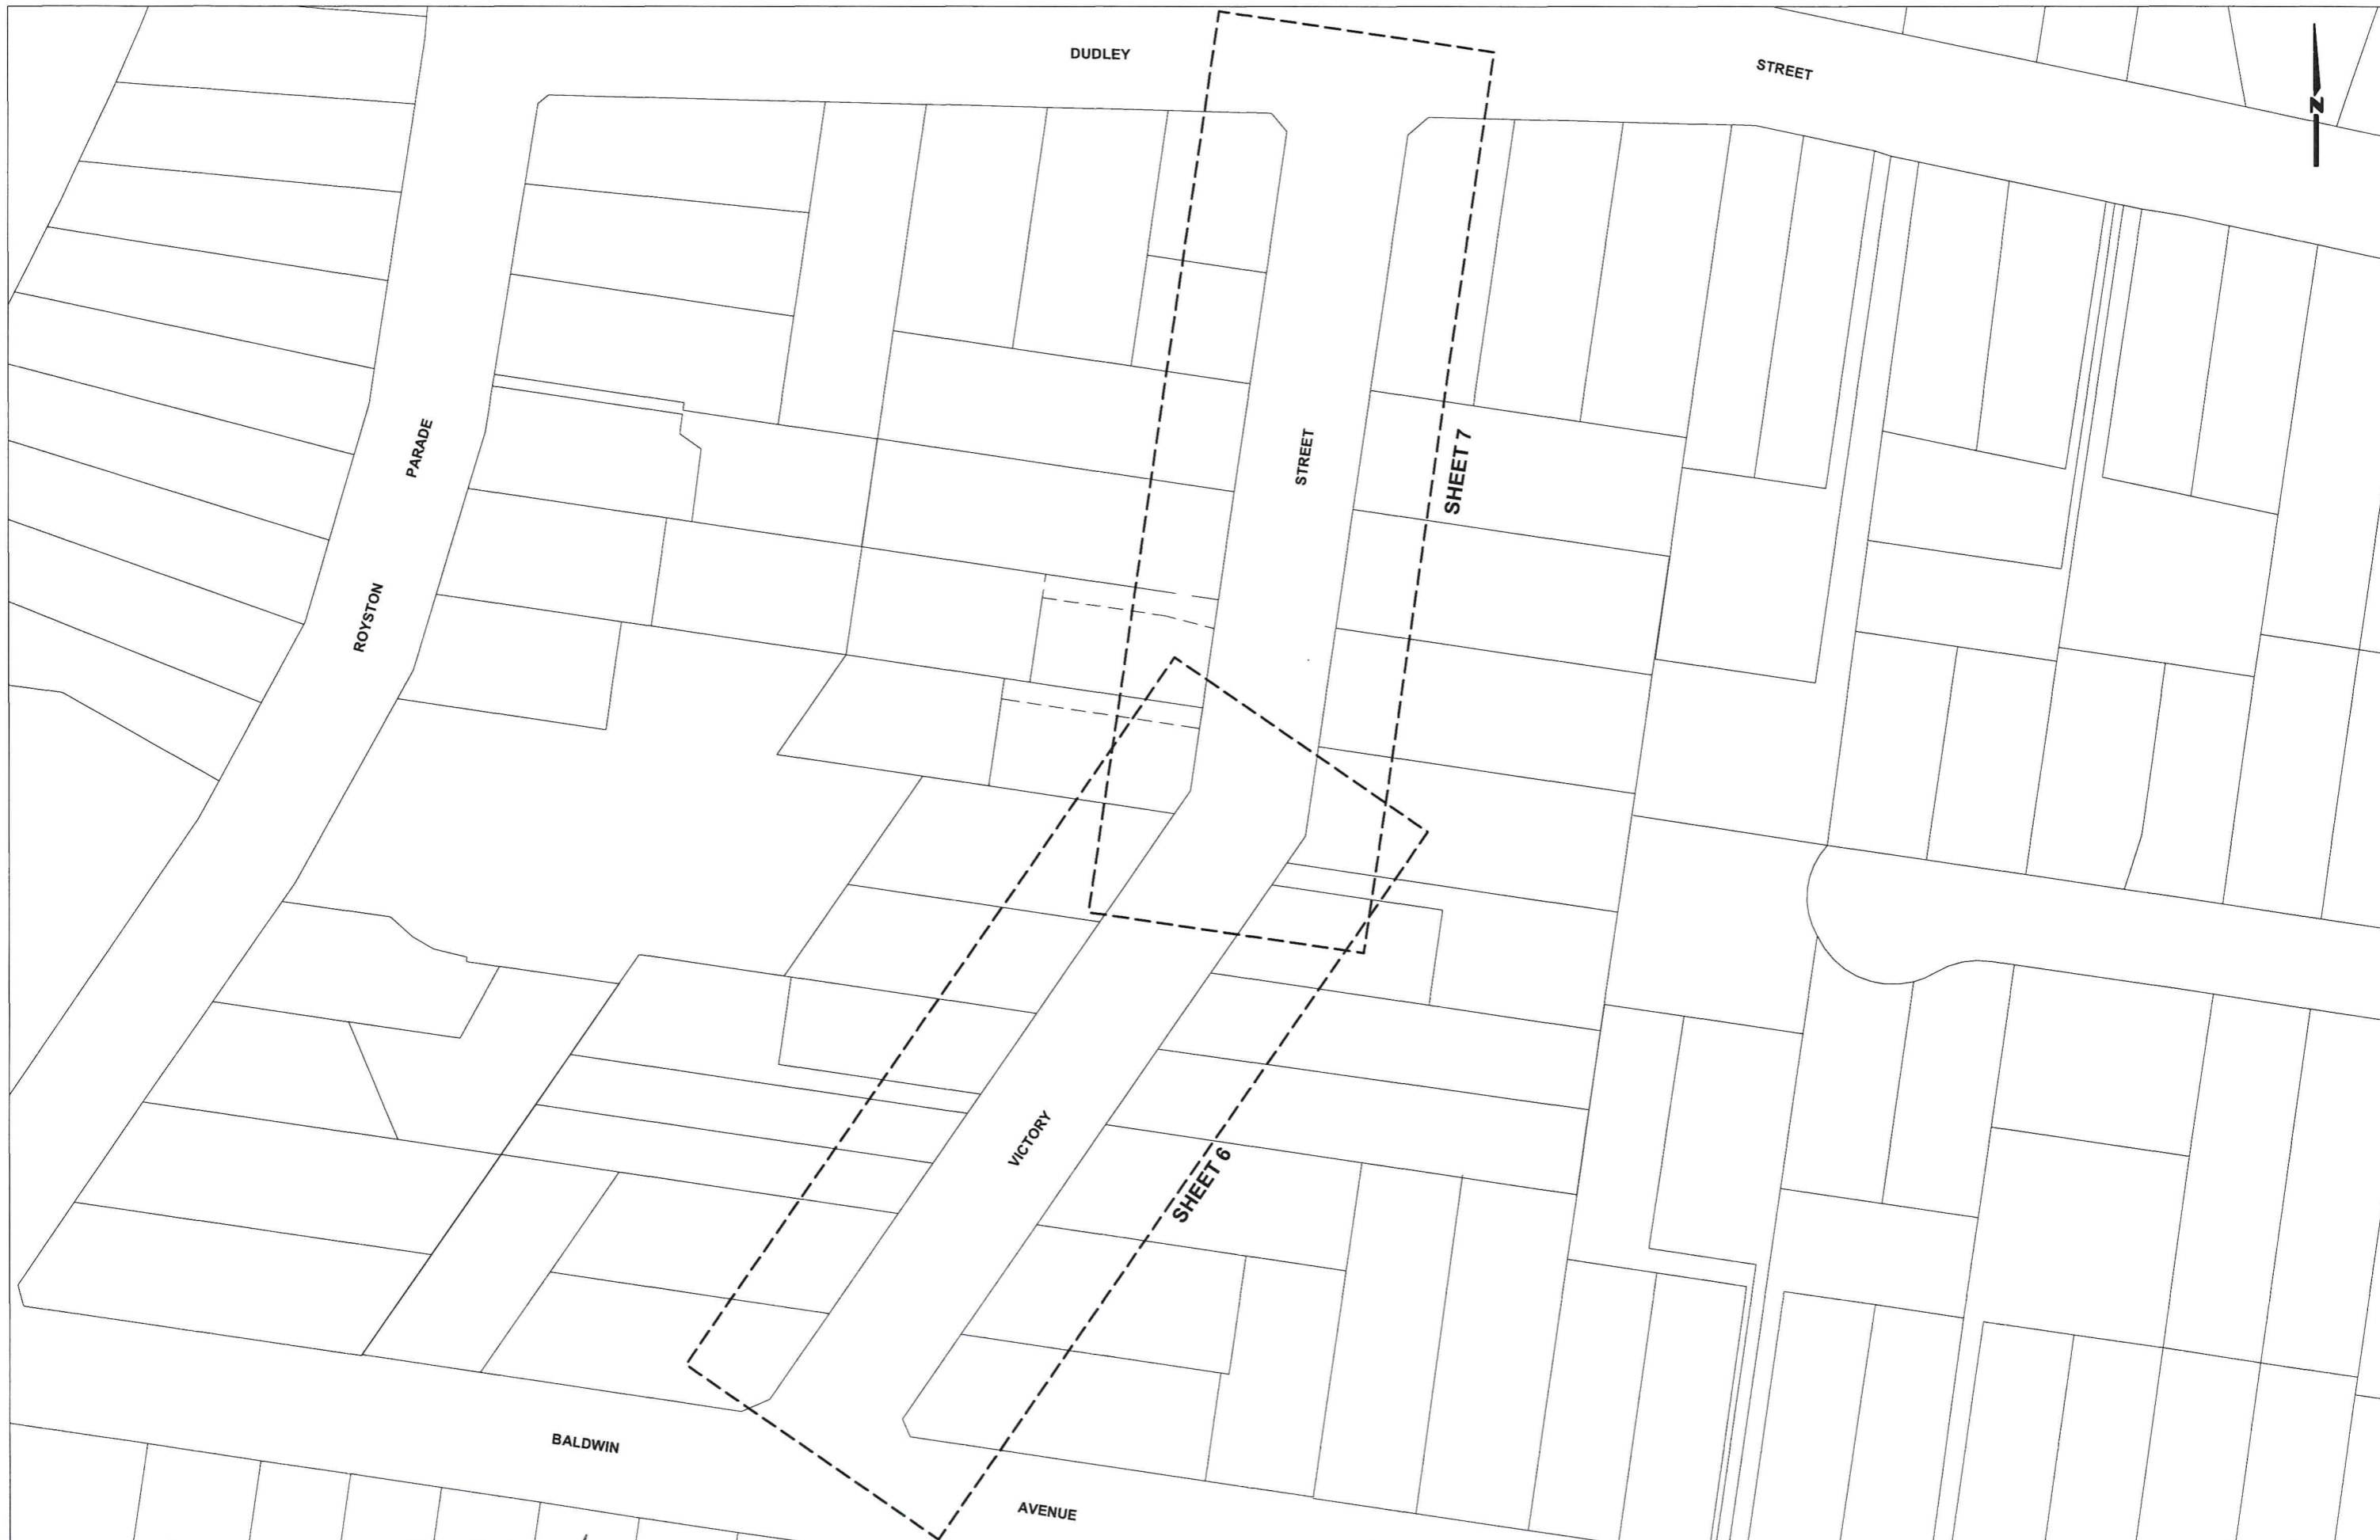 DUDLEY
STREET
N
PARADE
STREET
SHEET 7
ROYSTON
VICTORY
SHEET 6
BALDWIN
AVENUE